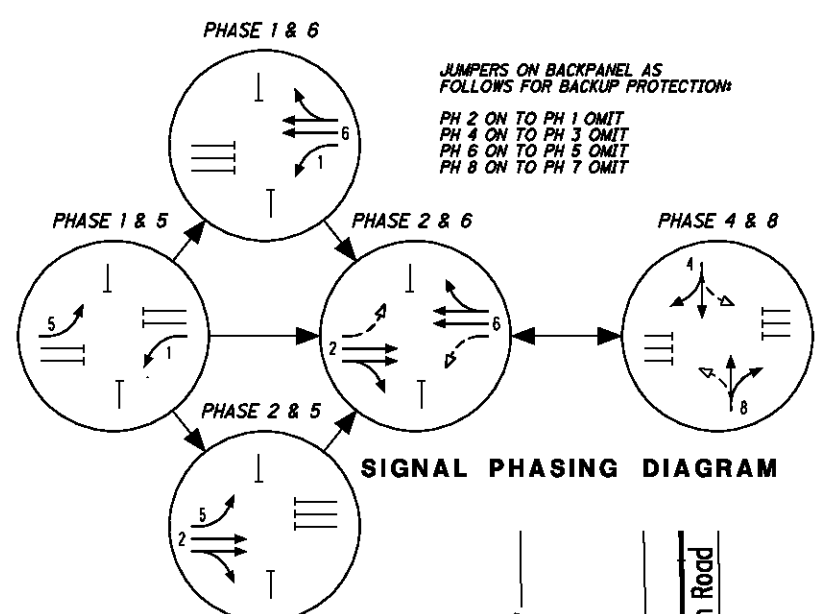 PHASE 1 & 6
JUMPERS ON BACKPANEL AS
FOLLOWS FOR BACKUP PROTECTION:
PH 2 ON TO PH 1 OMIT
PH 4 ON TO PH 3 OMIT
PH 6 ON TO PH 5 OMIT
PH 8 ON TO PH 7 OMIT
6
1
PHASE 1 & 5
PHASE 2 & 6
PHASE 4 & 8
5
1
2
6
4
8
PHASE 2 & 5
SIGNAL PHASING DIAGRAM
5
2
Road